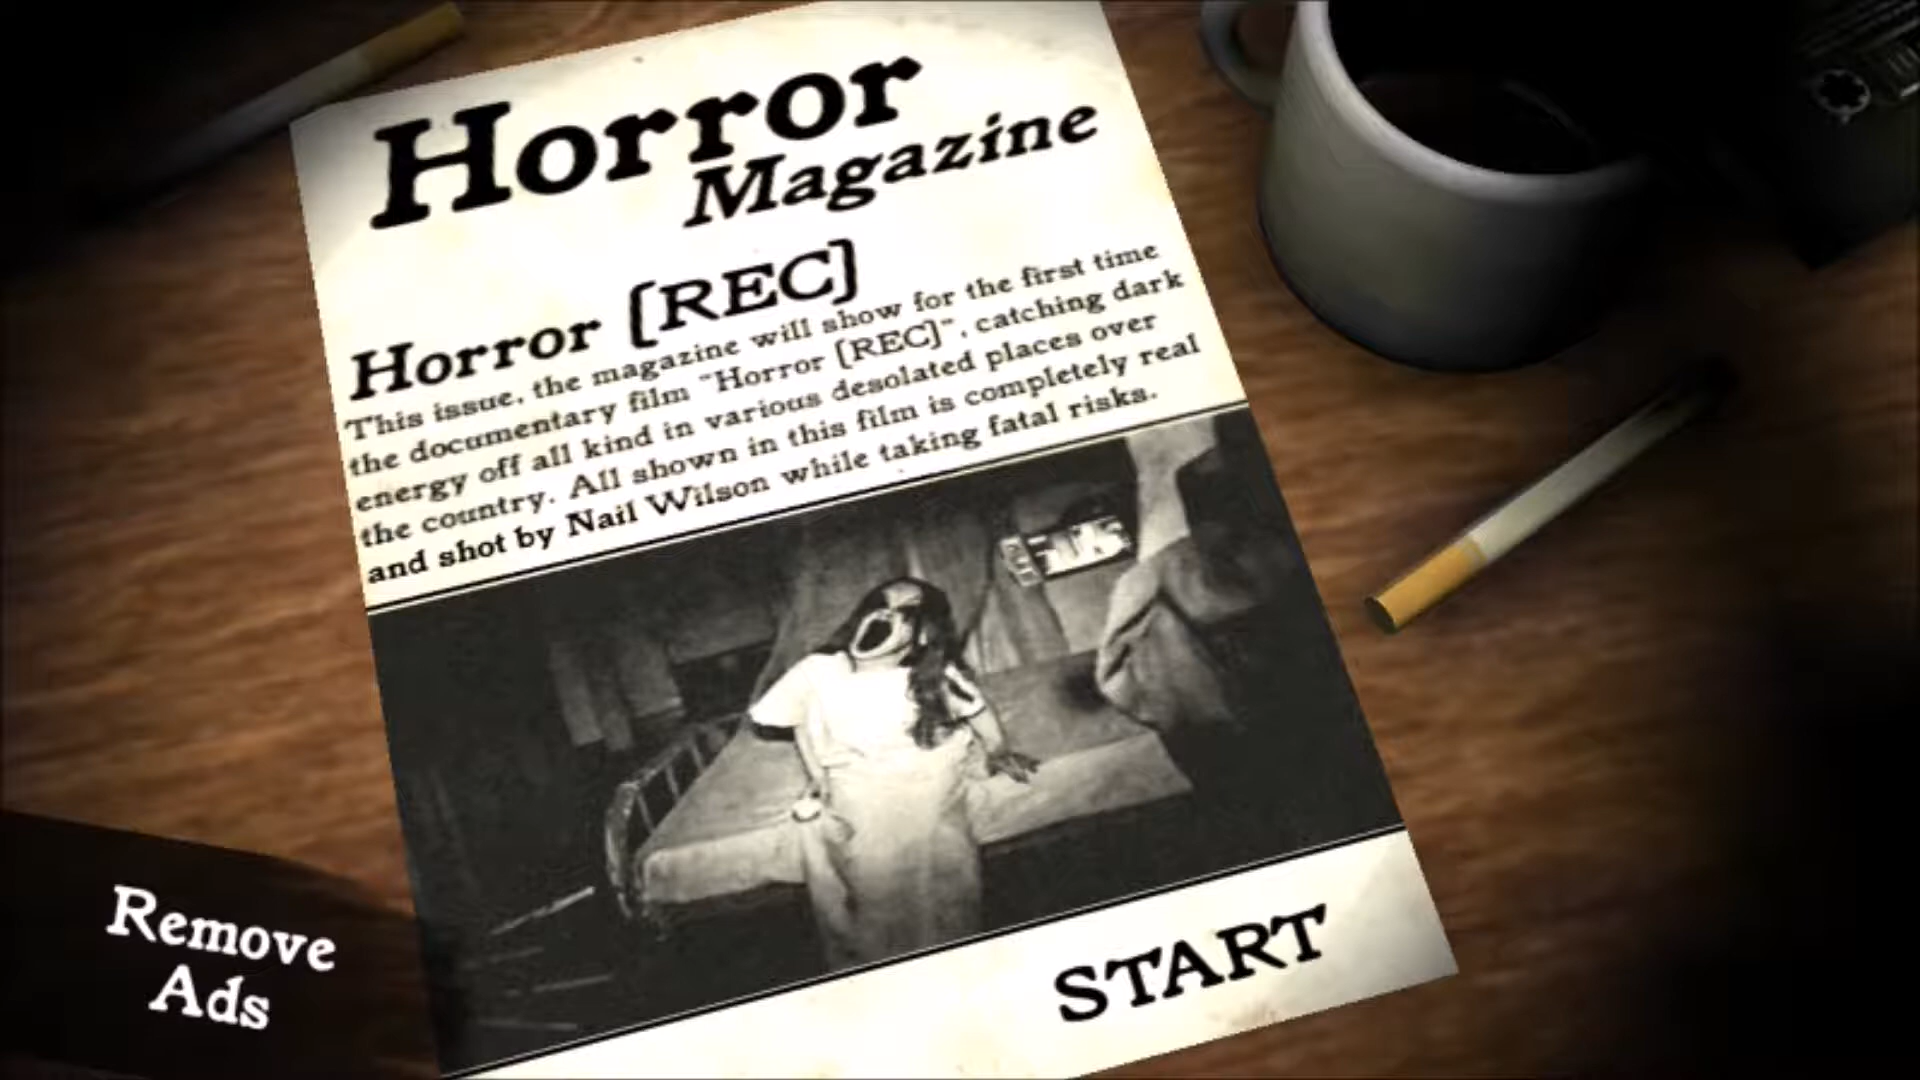 Horror
Magazine
Horror [REC]
This issue, the magazine will show for the first time
the documentary film "Horror [REC]", catching dark
energy off all kind in various desolated places over
the country. All shown in this film is completely real
and shot by Nail Wilson while taking fatal risks.
START
Remove
Ads